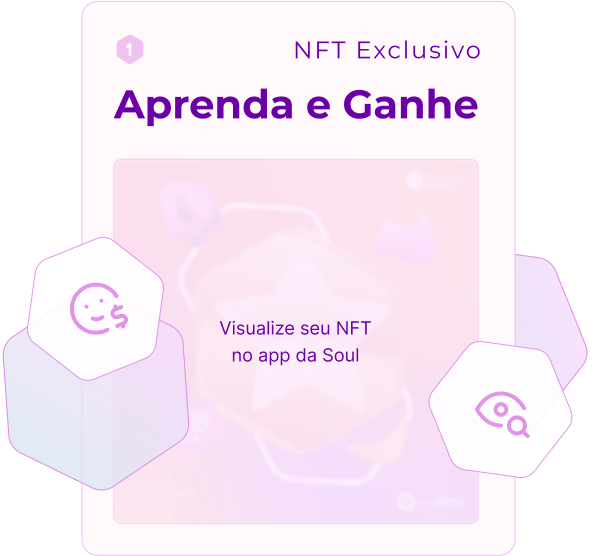 1
NFT Exclusivo
Aprenda e Ganhe
Visualize seu NFT
no app da Soul
$